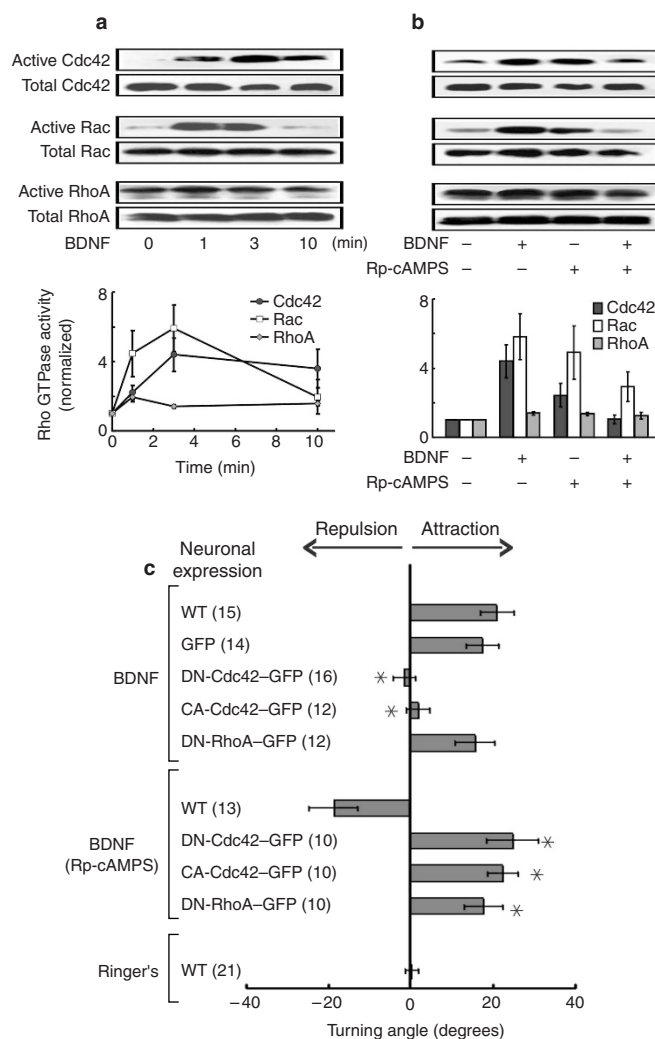 a
Active Cdc42
Total Cdc42
Active Rac
Total Rac
Active RhoA
Total RhoA
BDNF 0 1 3 10 (min)
Rho GTPase activity
(normalized)
8
4
0
Cdc42
Rac
RhoA
0 2 4 6 8 10
Time (min)
b
BDNF – + – +
Rp-cAMPS – – + +
8
4
0
Cdc42
Rac
RhoA
BDNF – + – +
Rp-cAMPS – – + +
c
Repulsion Attraction
Neuronal
expression
BDNF
WT (15)
GFP (14)
DN-Cdc42–GFP (16) *
CA-Cdc42–GFP (12) *
DN-RhoA–GFP (12)
BDNF
(Rp-cAMPS)
WT (13)
DN-Cdc42–GFP (10) *
CA-Cdc42–GFP (10) *
DN-RhoA–GFP (10) *
Ringer's WT (21)
–40 –20 0 20 40
Turning angle (degrees)